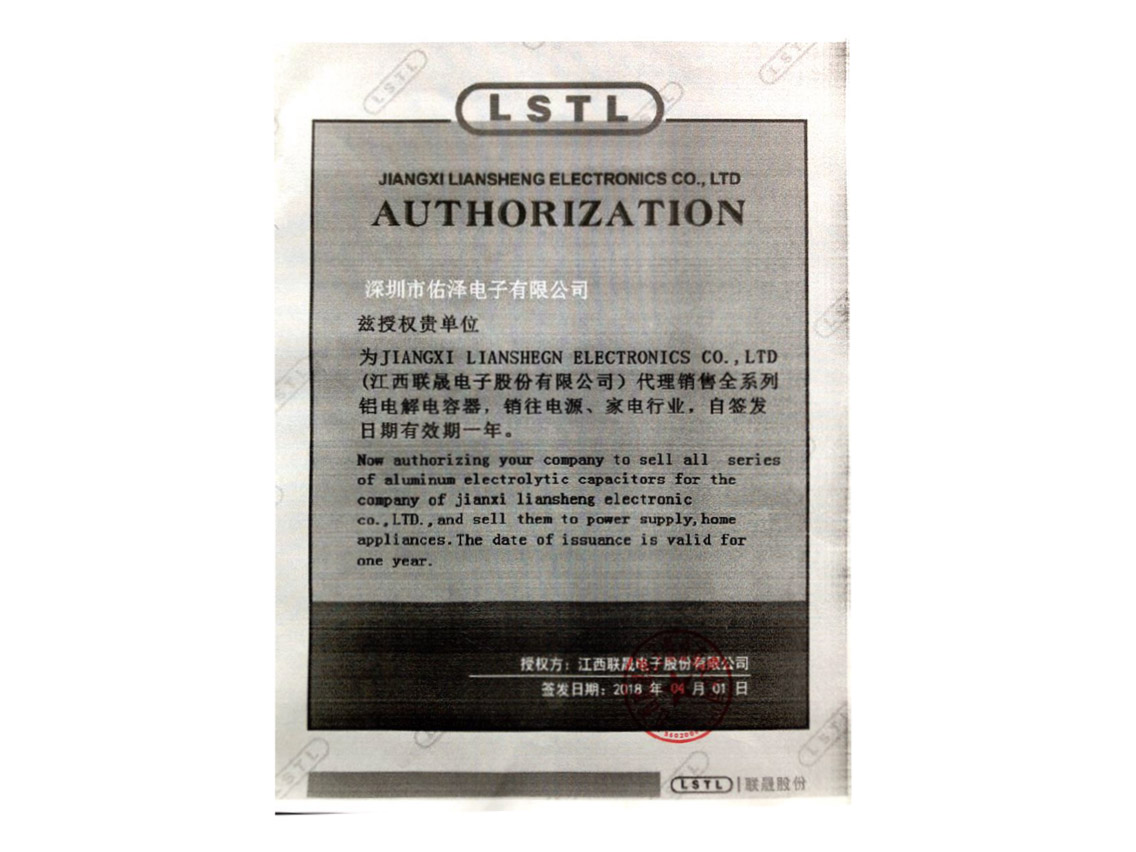 LSTL
JIANGXI LIANSHENG ELECTRONICS CO., LTD
AUTHORIZATION
深圳市佑泽电子有限公司
兹授权贵单位
为JIANGXI LIANSHEGN ELECTRONICS CO.,LTD
(江西联晟电子股份有限公司）代理销售全系列
铝电解电容器，销往电源、家电行业，自签发
日期有效期一年。
Now authorizing your company to sell all series
of aluminum electrolytic capacitors for the
company of jianxi liansheng electronic
co.,LTD.,and sell them to power supply,home
appliances.The date of issuance is valid for
one year.
授权方：江西联晟电子股份有限公司
签发日期：2018 年 04 月 01 日
LSTL|联晟股份